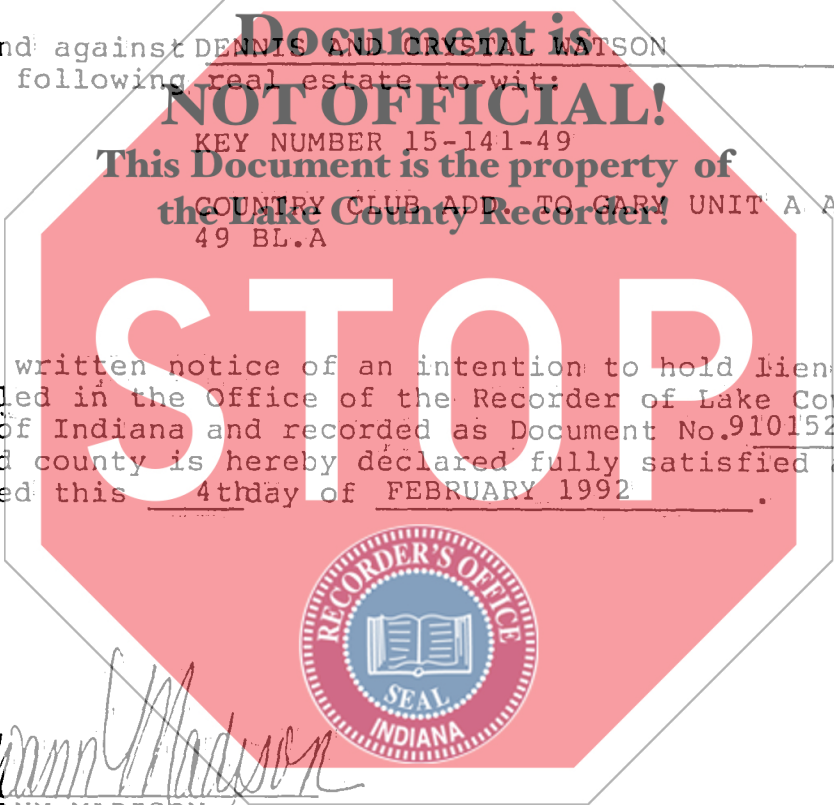 Document is
nd against DENNIS AND CRYSTAL WATSON
following real estate to-wit:
NOT OFFICIAL!
KEY NUMBER 15-141-49
This Document is the property of
the Lake County Recorder!
COUNTRY CLUB ADD. TO GARY UNIT A A
49 BL.A
STOP
written notice of an intention to hold lien
led in the Office of the Recorder of Lake Co
of Indiana and recorded as Document No.910152
d county is hereby declared fully satisfied a
ed this 4thday of FEBRUARY 1992 .
RECORDER'S OFFICE
SEAL
INDIANA
Madison
MADISON